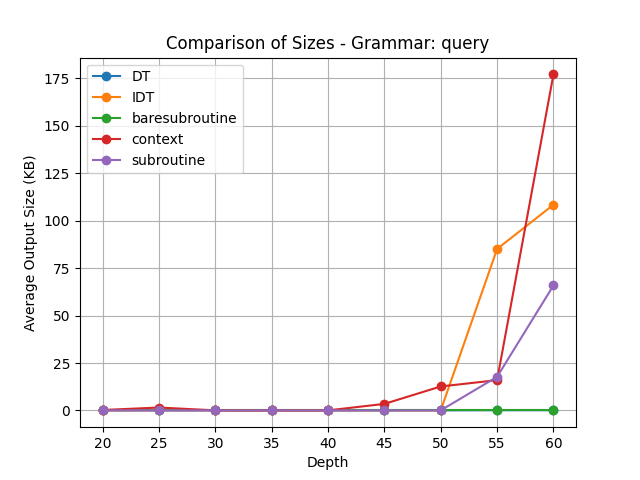 Comparison of Sizes - Grammar: query
Average Output Size (KB)
175
150
125
100
75
50
25
0
DT
IDT
baresubroutine
context
subroutine
20 25 30 35 40 45 50 55 60
Depth